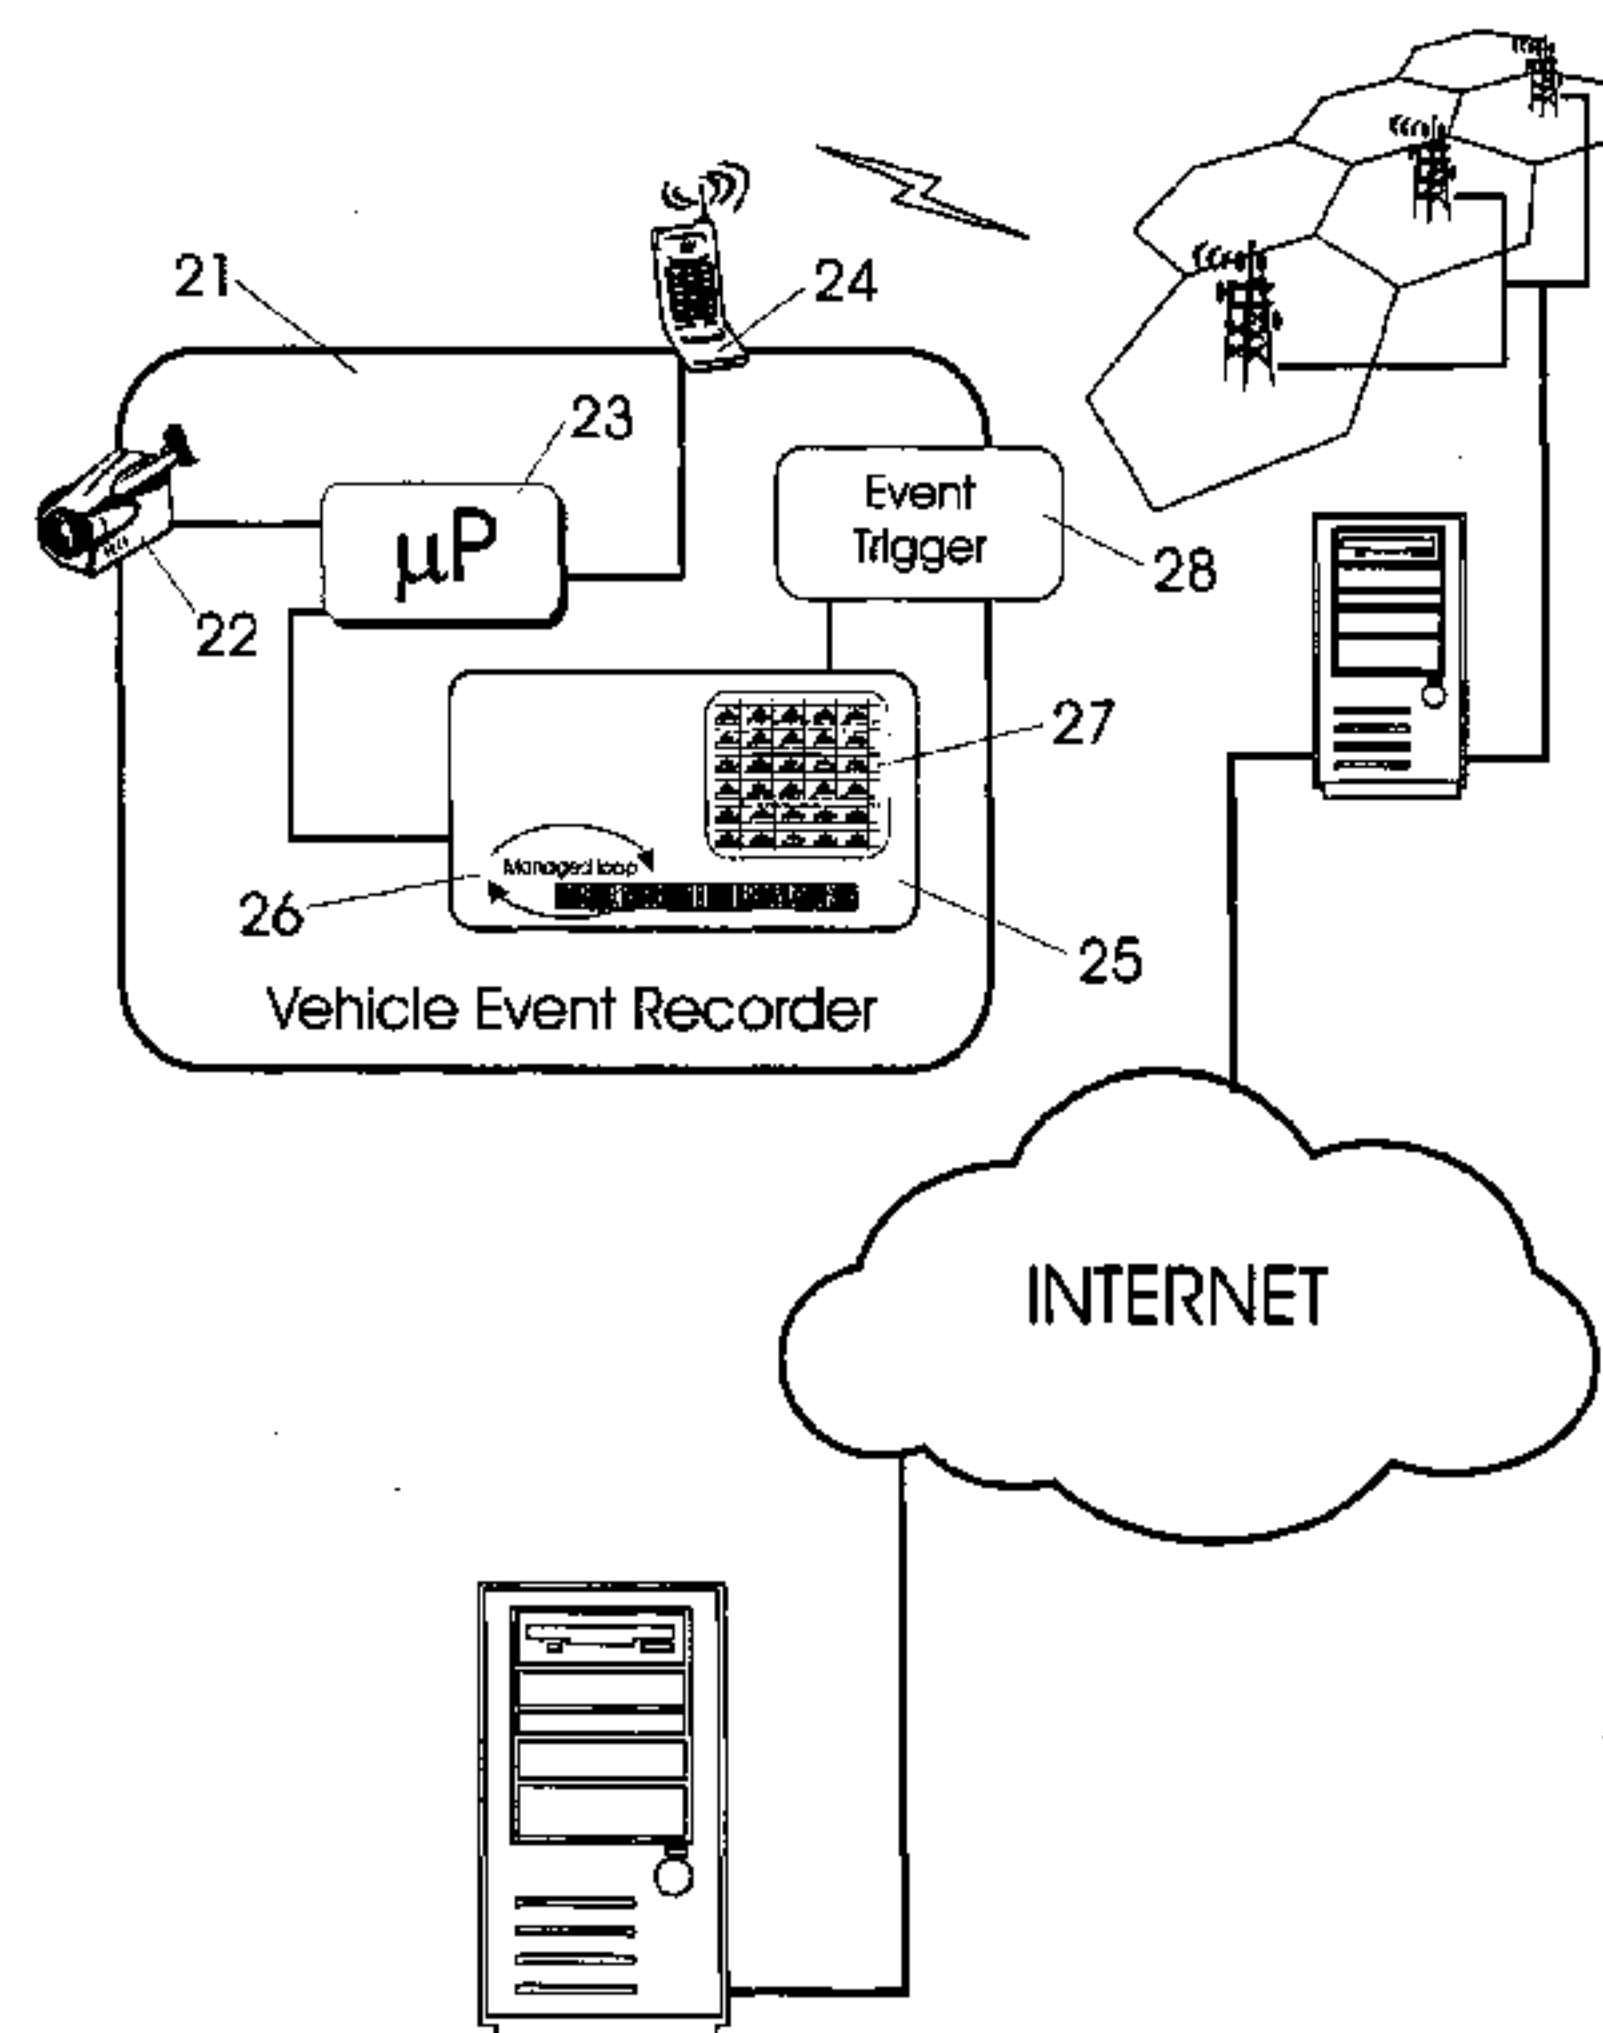 21
24
23
µP
Event
Trigger
28
22
27
Managed loop
26
25
Vehicle Event Recorder
INTERNET